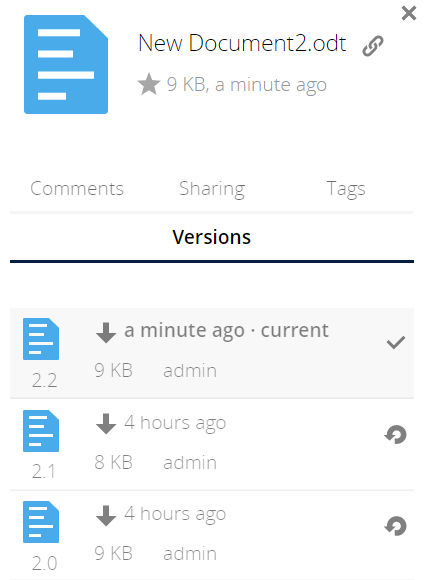 New Document2.odt
9 KB, a minute ago
Comments Sharing Tags
Versions
a minute ago · current
9 KB admin
2.2
4 hours ago
8 KB admin
2.1
4 hours ago
9 KB admin
2.0